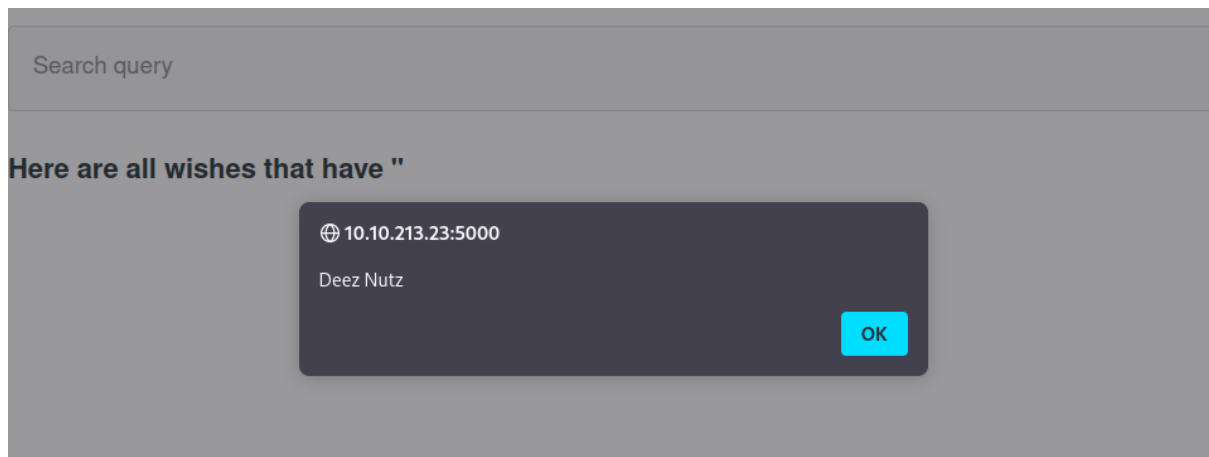 Search query
Here are all wishes that have "
10.10.213.23:5000
Deez Nutz
OK